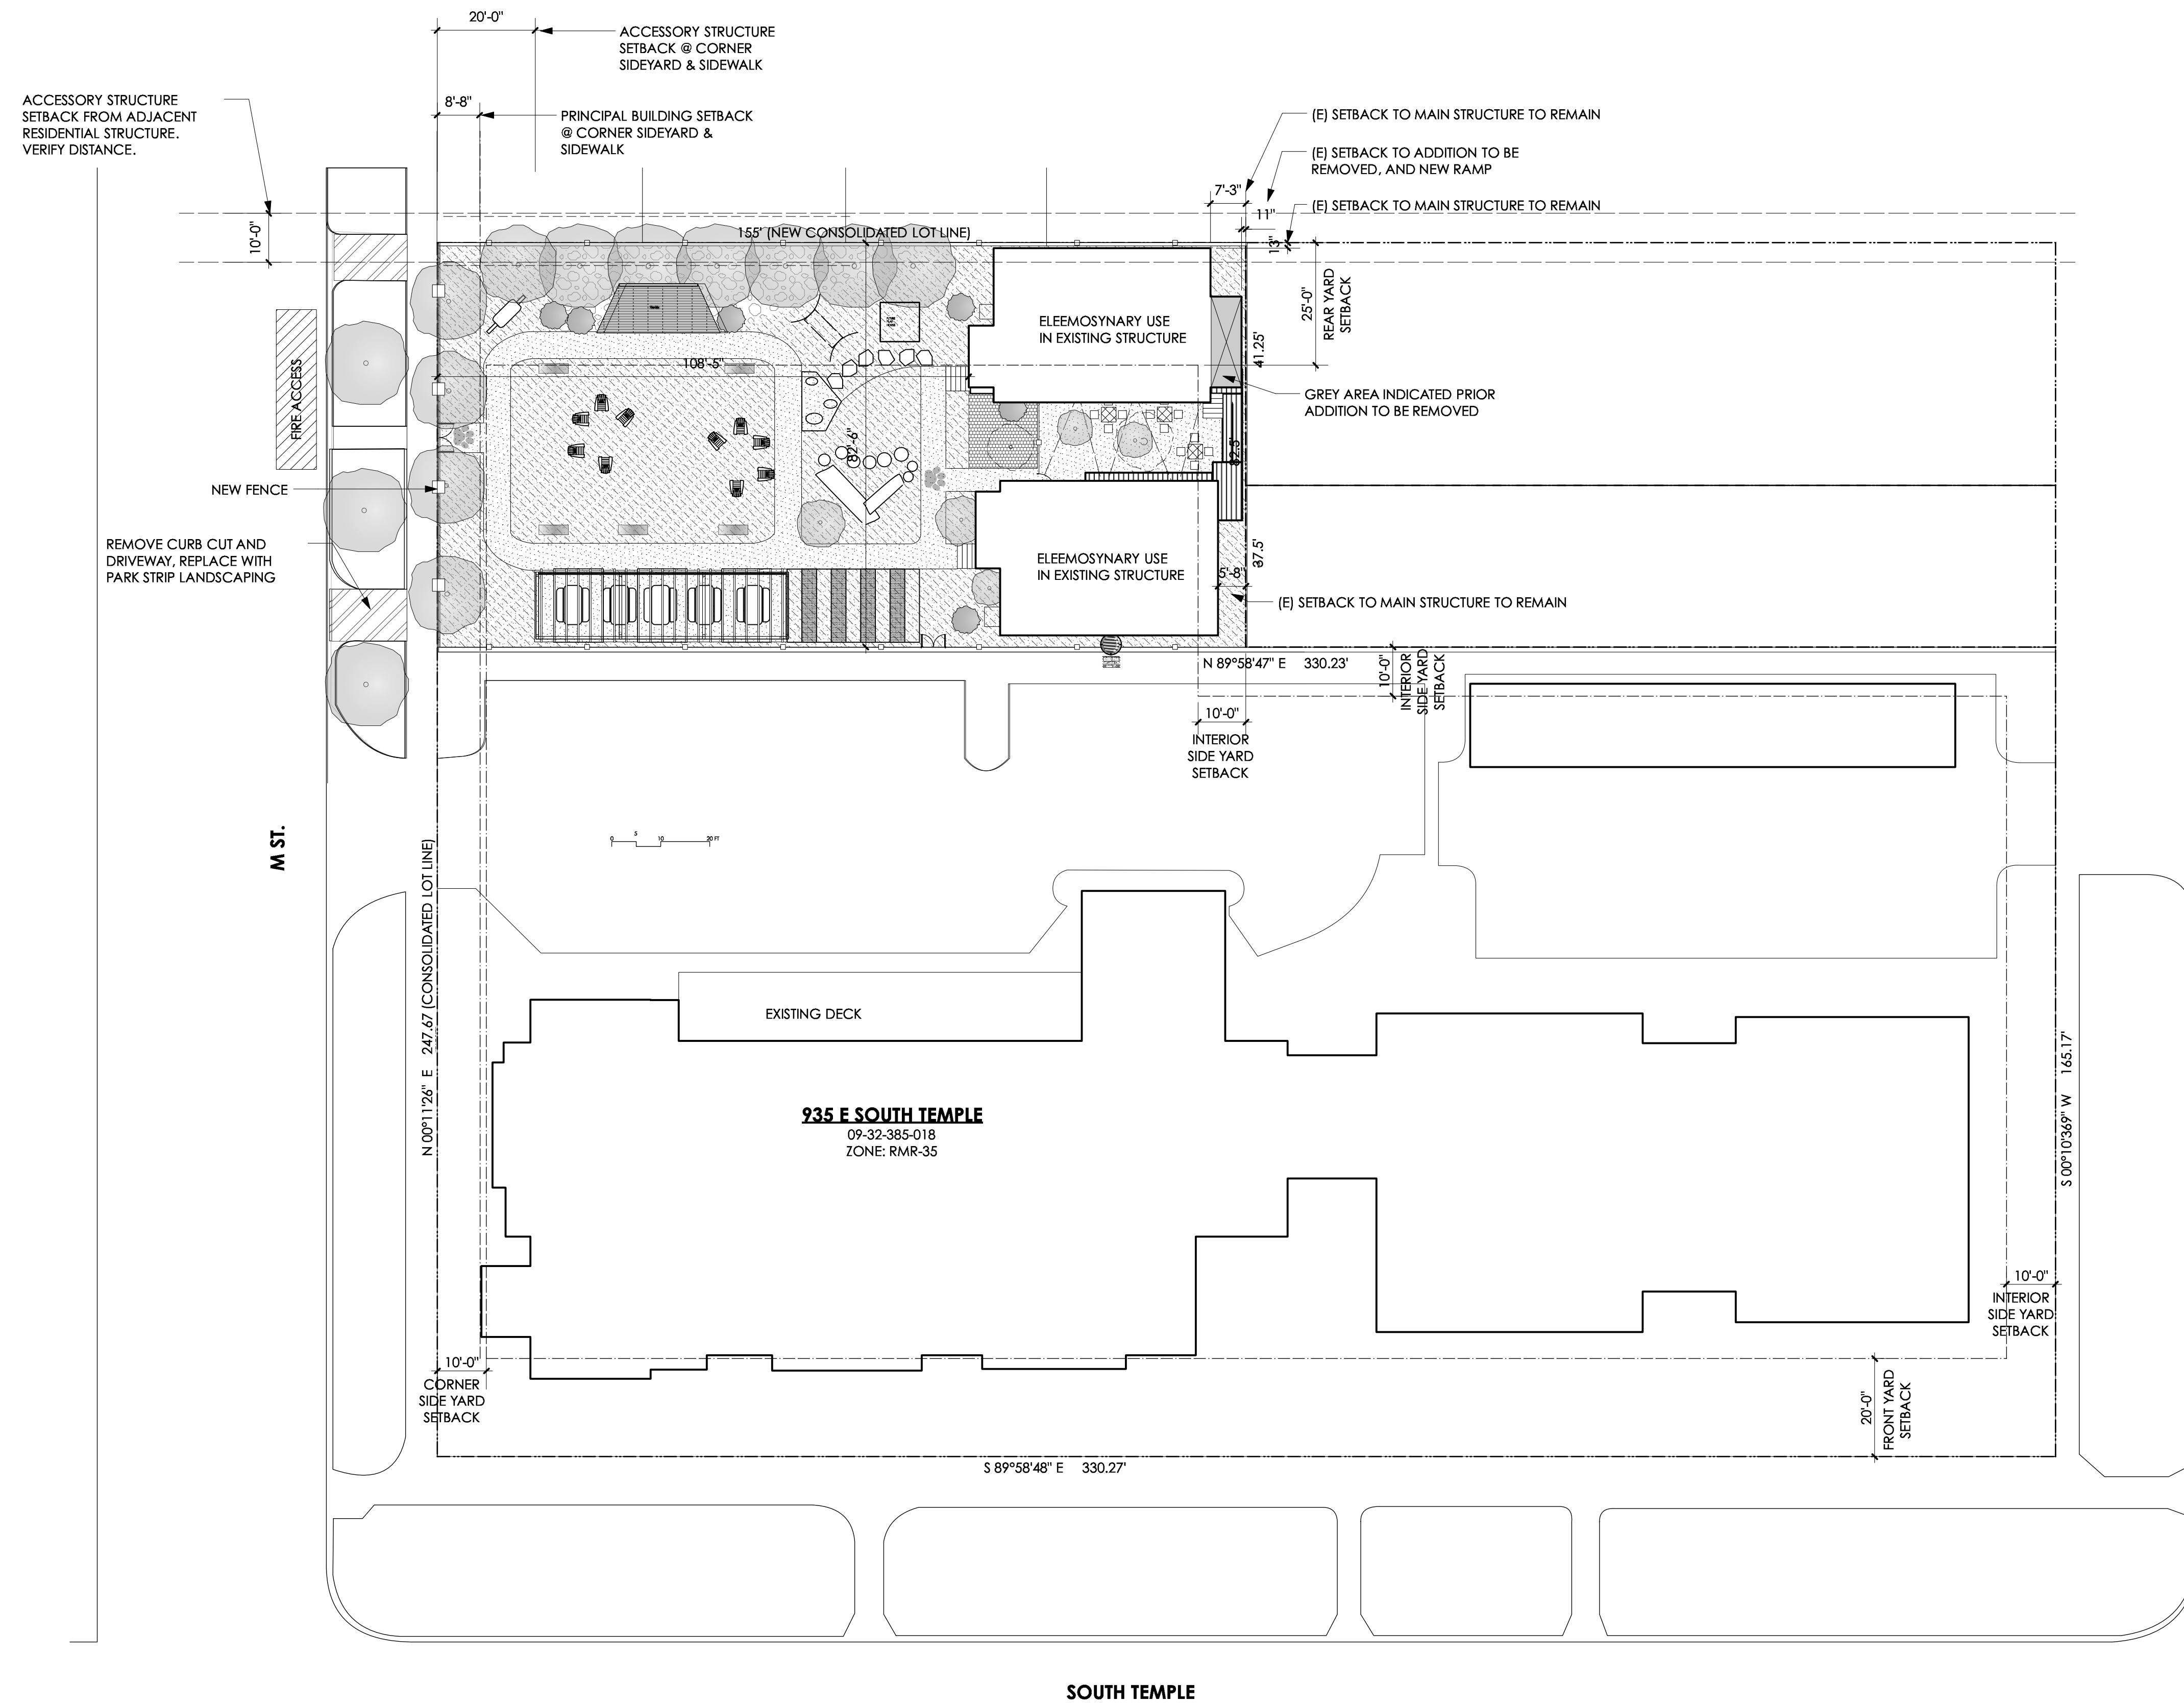 20'-0"
ACCESSORY STRUCTURE
SETBACK @ CORNER
SIDEYARD & SIDEWALK
ACCESSORY STRUCTURE
SETBACK FROM ADJACENT
RESIDENTIAL STRUCTURE.
VERIFY DISTANCE.
8'-8"
PRINCIPAL BUILDING SETBACK
@ CORNER SIDEYARD &
SIDEWALK
(E) SETBACK TO MAIN STRUCTURE TO REMAIN
(E) SETBACK TO ADDITION TO BE
REMOVED, AND NEW RAMP
7'-3"
(E) SETBACK TO MAIN STRUCTURE TO REMAIN
11"
10'-0"
155' (NEW CONSOLIDATED LOT LINE)
13"
25'-0"
REAR YARD
SETBACK
ELEEMOSYNARY USE
IN EXISTING STRUCTURE
41.25'
108'-5"
FIRE ACCESS
GREY AREA INDICATED PRIOR
ADDITION TO BE REMOVED
82'-6"
82.5'
NEW FENCE
REMOVE CURB CUT AND
DRIVEWAY, REPLACE WITH
PARK STRIP LANDSCAPING
ELEEMOSYNARY USE
IN EXISTING STRUCTURE
37.5'
5'-8"
(E) SETBACK TO MAIN STRUCTURE TO REMAIN
N 89°58'47" E 330.23'
10'-0"
INTERIOR
SIDE YARD
SETBACK
10'-0"
INTERIOR
SIDE YARD
SETBACK
M ST.
0 5 10 20 FT
N 00°11'26" E 247.67 (CONSOLIDATED LOT LINE)
EXISTING DECK
935 E SOUTH TEMPLE
09-32-385-018
ZONE: RMR-35
S 00°10'369" W 165.17'
10'-0"
INTERIOR
SIDE YARD
SETBACK
10'-0"
CORNER
SIDE YARD
SETBACK
20'-0"
FRONT YARD
SETBACK
S 89°58'48" E 330.27'
SOUTH TEMPLE